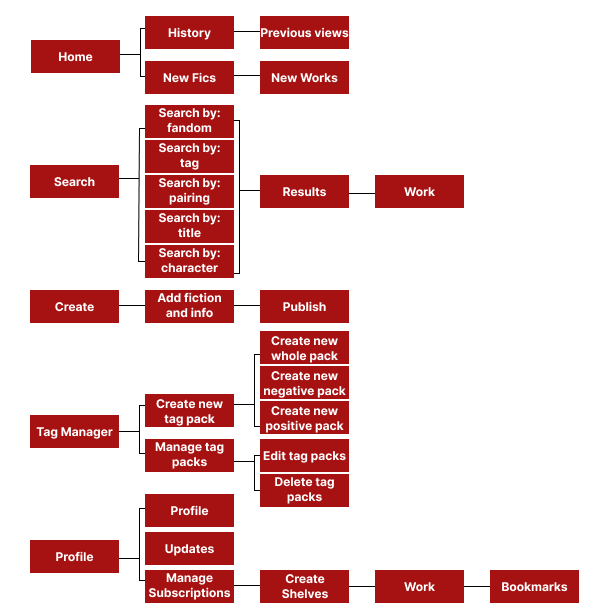 Home
History
Previous views
New Fics
New Works
Search
Search by:
fandom
Search by:
tag
Search by:
pairing
Search by:
title
Search by:
character
Results
Work
Create
Add fiction
and info
Publish
Tag Manager
Create new
tag pack
Create new
whole pack
Create new
negative pack
Create new
positive pack
Manage tag
packs
Edit tag packs
Delete tag
packs
Profile
Profile
Updates
Manage
Subscriptions
Create
Shelves
Work
Bookmarks